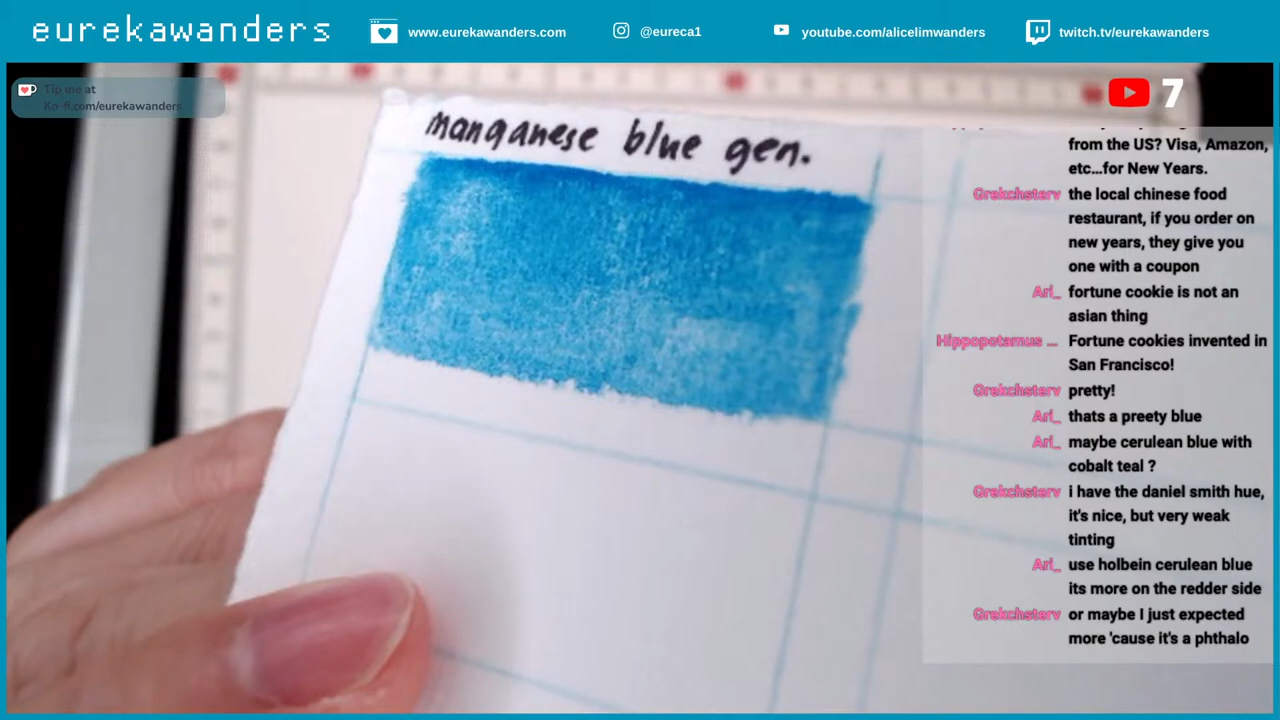 eurekawanders
www.eurekawanders.com
@eureca1
youtube.com/alicelimwanders
twitch.tv/eurekawanders
Tip me at
Ko-fi.com/eurekawanders
7
manganese blue gen.
from the US? Visa, Amazon,
etc...for New Years.
Grekchsterv the local chinese food
restaurant, if you order on
new years, they give you
one with a coupon
Ari_ fortune cookie is not an
asian thing
Hippopotamus ... Fortune cookies invented in
San Francisco!
Grekchsterv pretty!
Ari_ thats a preety blue
Ari_ maybe cerulean blue with
cobalt teal ?
Grekchsterv i have the daniel smith hue,
it's nice, but very weak
tinting
Ari_ use holbein cerulean blue
its more on the redder side
Grekchsterv or maybe I just expected
more 'cause it's a phthalo